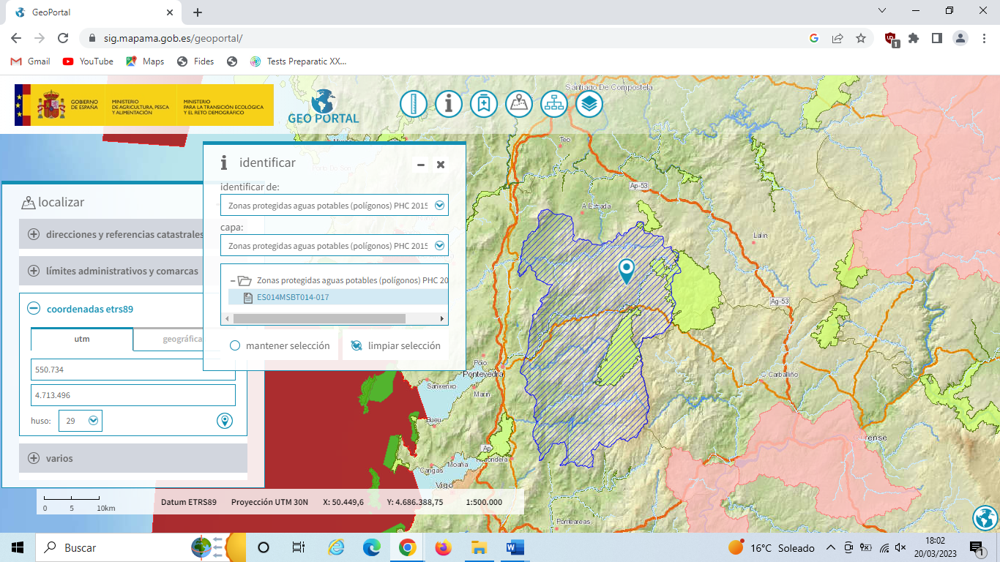 GeoPortal
sig.mapama.gob.es/geoportal/
1
Gmail
YouTube
Maps
Fides
Tests Preparatic XX...
GOBIERNO
DE ESPAÑA
MINISTERIO
DE AGRICULTURA, PESCA
Y ALIMENTACIÓN
MINISTERIO
PARA LA TRANSICIÓN ECOLÓGICA
Y EL RETO DEMOGRÁFICO
GEO PORTAL
Santiago De Compostela
Teo
Ap-53
A Estrada
Lalín
Ag-53
Carballiño
Poio
Pontevedra
Sanxenxo
Marin
Bueu
Cangas
Moaña
Redondela
Ap
Vigo
Ponteareas
Ourense
identificar
identificar de:
Zonas protegidas aguas potables (polígonos) PHC 2015
capa:
Zonas protegidas aguas potables (polígonos) PHC 2015
Zonas protegidas aguas potables (polígonos) PHC 20
ES014MSBT014-017
mantener selección
limpiar selección
localizar
direcciones y referencias catastrales
límites administrativos y comarcas
coordenadas etrs89
utm
geográfica
550.734
4.713.496
huso:
29
varios
0 5 10km
Datum ETRS89
Proyección UTM 30N
X: 50.449,6
Y: 4.686.388,75
1:500.000
Buscar
16°C Soleado
18:02
20/03/2023
1